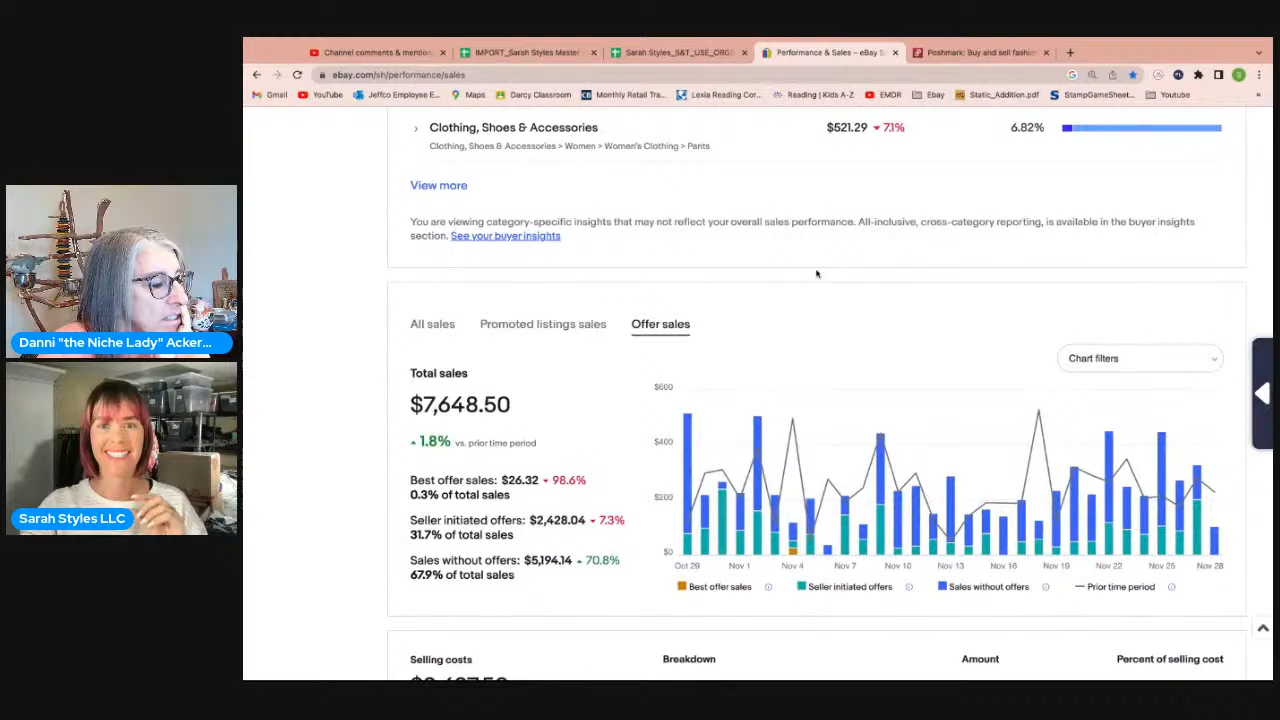 Channel comments & mention
IMPORT_Sarah Styles Master
Sarah Styles_S&T_USE_ORG
Performance & Sales – eBay S
Poshmark: Buy and sell fashion
ebay.com/sh/performance/sales
Gmail
YouTube
Jeffco Employee E...
Maps
Darcy Classroom
Monthly Retail Tra...
Lexia Reading Cor...
Reading | Kids A-Z
EMDR
Ebay
Static_Addition.pdf
StampGameSheet...
Youtube
Clothing, Shoes & Accessories
$521.29 7.1%
6.82%
Clothing, Shoes & Accessories > Women > Women's Clothing > Pants
View more
You are viewing category-specific insights that may not reflect your overall sales performance. All-inclusive, cross-category reporting, is available in the buyer insights
section. See your buyer insights
All sales
Promoted listings sales
Offer sales
Chart filters
Total sales
$7,648.50
1.8% vs. prior time period
Best offer sales: $26.32 98.6%
0.3% of total sales
Seller initiated offers: $2,428.04 7.3%
31.7% of total sales
Sales without offers: $5,194.14 70.8%
67.9% of total sales
$600
$400
$200
$0
Oct 29
Nov 1
Nov 4
Nov 7
Nov 10
Nov 13
Nov 16
Nov 19
Nov 22
Nov 25
Nov 28
Best offer sales
Seller initiated offers
Sales without offers
Prior time period
Selling costs
Breakdown
Amount
Percent of selling cost
Danni "the Niche Lady" Acker...
Sarah Styles LLC